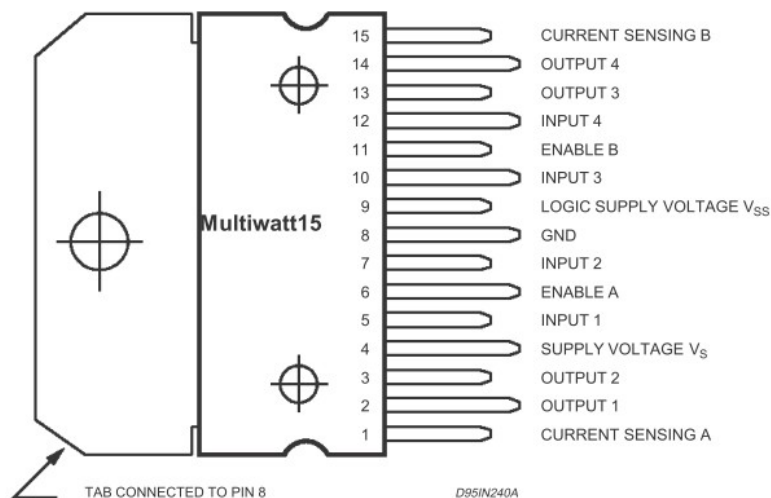 15 CURRENT SENSING B
14 OUTPUT 4
13 OUTPUT 3
12 INPUT 4
11 ENABLE B
10 INPUT 3
9 LOGIC SUPPLY VOLTAGE VSS
Multiwatt15
8 GND
7 INPUT 2
6 ENABLE A
5 INPUT 1
4 SUPPLY VOLTAGE VS
3 OUTPUT 2
2 OUTPUT 1
1 CURRENT SENSING A
TAB CONNECTED TO PIN 8
D95IN240A